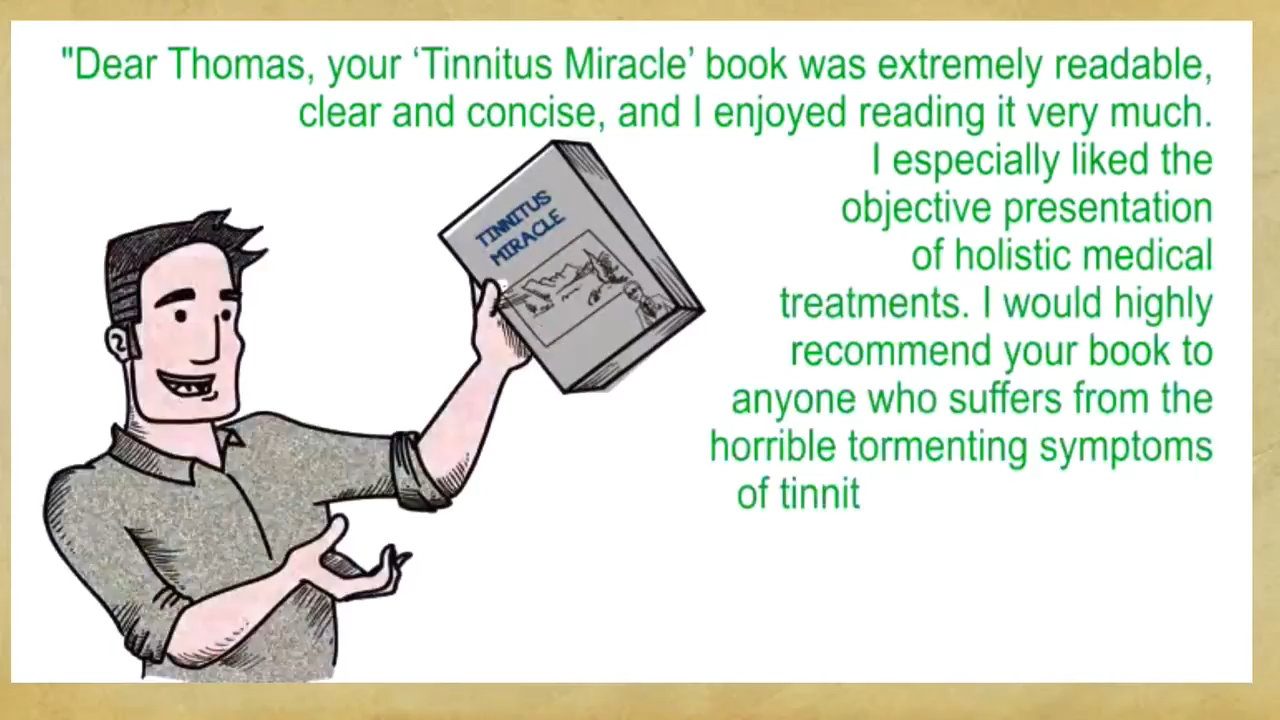 "Dear Thomas, your ‘Tinnitus Miracle’ book was extremely readable,
clear and concise, and I enjoyed reading it very much.
I especially liked the
objective presentation
of holistic medical
treatments. I would highly
recommend your book to
anyone who suffers from the
horrible tormenting symptoms
of tinnit
TINNITUS
MIRACLE